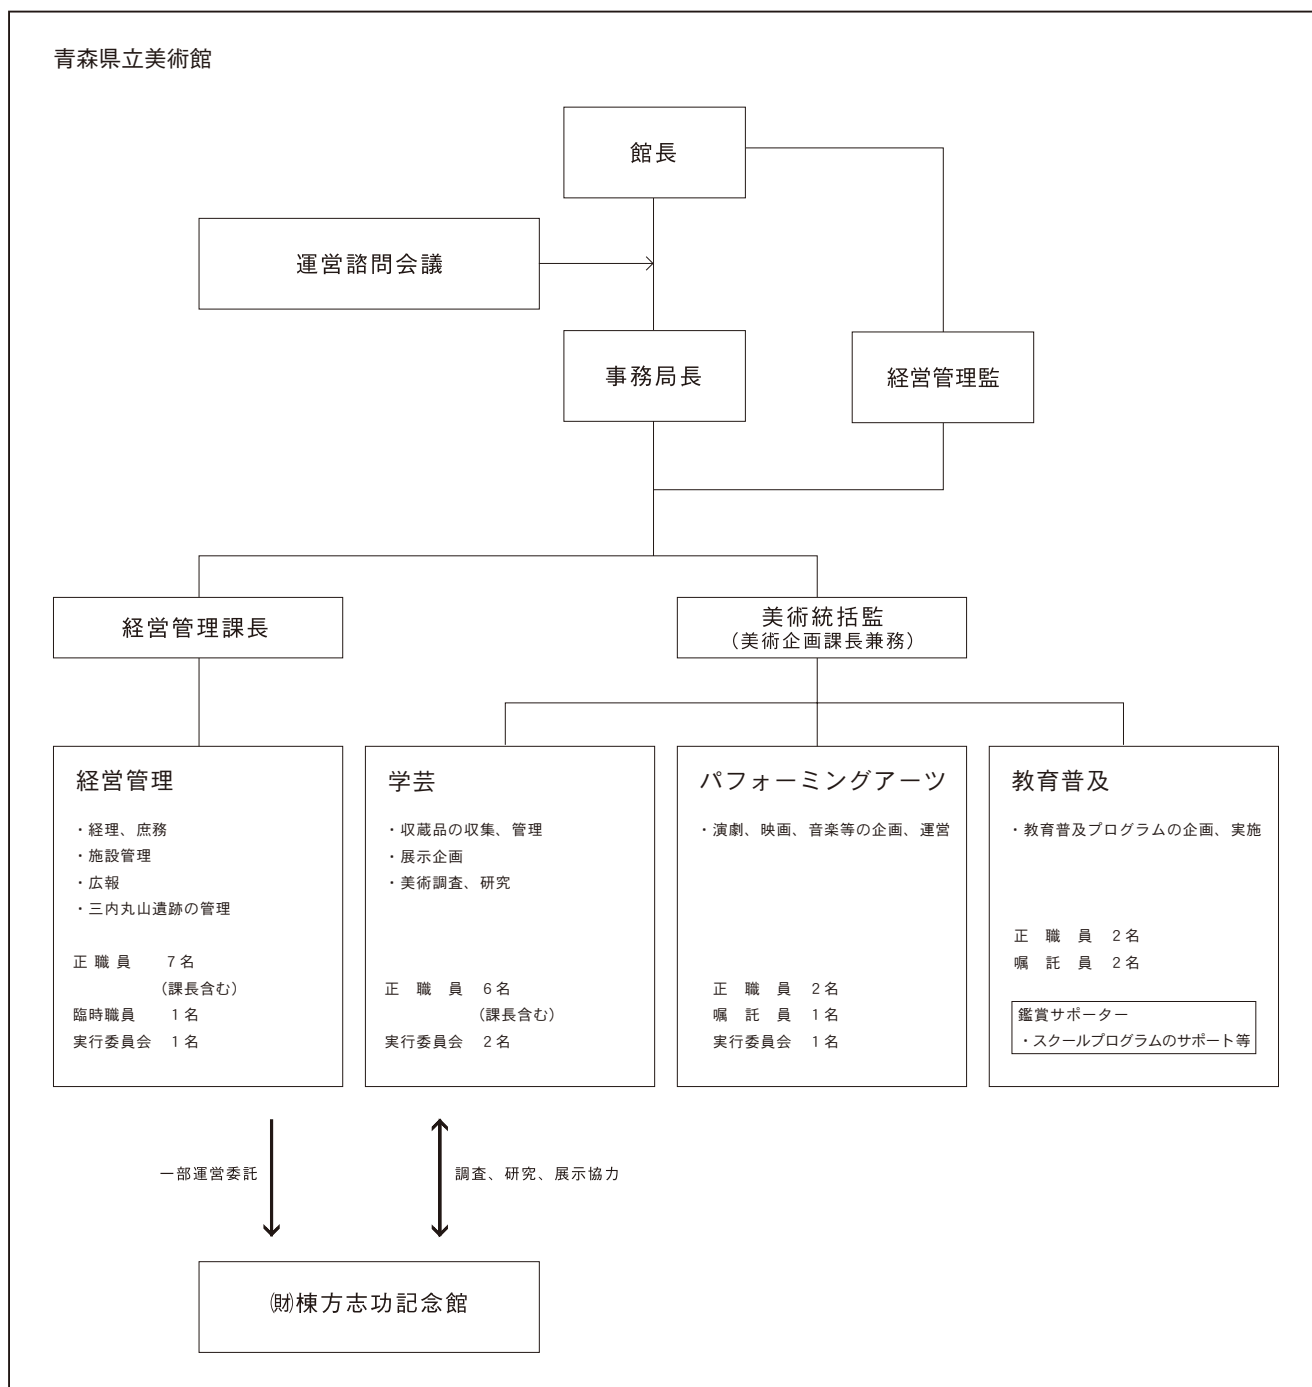 青森県立美術館
館長
運営諮問会議
事務局長
経営管理監
経営管理課長
美術統括監
(美術企画課長兼務)
経営管理
・経理、庶務
・施設管理
・広報
・三内丸山遺跡の管理
正職員 7名
(課長含む)
臨時職員 1名
実行委員会 1名
学芸
・収蔵品の収集、管理
・展示企画
・美術調査、研究
正職員 6名
(課長含む)
実行委員会 2名
パフォーミングアーツ
・演劇、映画、音楽等の企画、運営
正職員 2名
嘱託員 1名
実行委員会 1名
教育普及
・教育普及プログラムの企画、実施
正職員 2名
嘱託員 2名
鑑賞サポーター
・スクールプログラムのサポート等
一部運営委託
調査、研究、展示協力
㈶棟方志功記念館